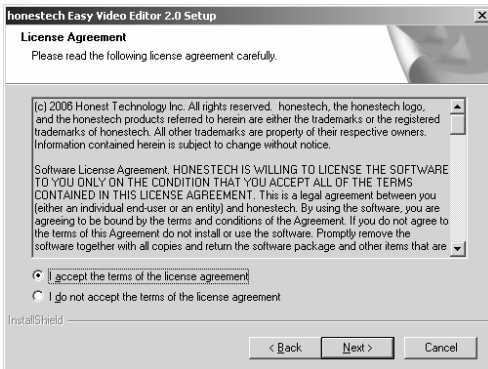 honestech Easy Video Editor 2.0 Setup
License Agreement
Please read the following license agreement carefully.
(c) 2006 Honest Technology Inc. All rights reserved. honestech, the honestech logo,
and the honestech products referred to herein are either the trademarks or the registered
trademarks of honestech. All other trademarks are property of their respective owners.
Information contained herein is subject to change without notice.
Software License Agreement. HONESTECH IS WILLING TO LICENSE THE SOFTWARE
TO YOU ONLY ON THE CONDITION THAT YOU ACCEPT ALL OF THE TERMS
CONTAINED IN THIS LICENSE AGREEMENT. This is a legal agreement between you
(either an individual end-user or an entity) and honestech. By using the software, you are
agreeing to be bound by the terms and conditions of the Agreement. If you do not agree to
the terms of this Agreement do not install or use the software. Promptly remove the
software together with all copies and return the software package and other items that are
I accept the terms of the license agreement
I do not accept the terms of the license agreement
InstallShield
< Back Next > Cancel